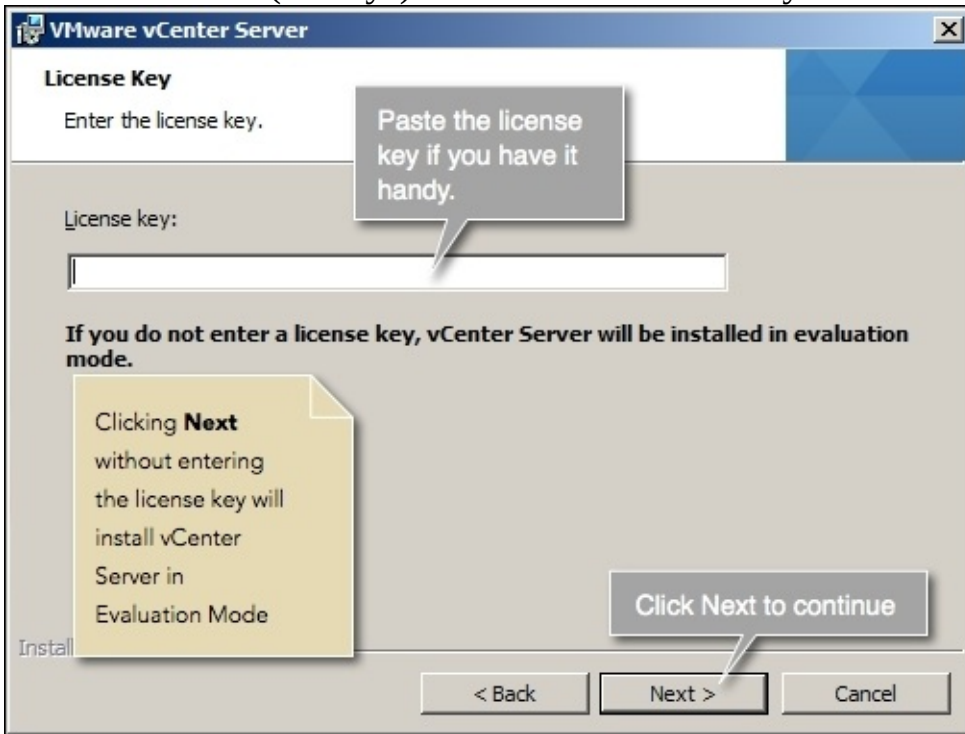 VMware vCenter Server
License Key
Enter the license key.
Paste the license
key if you have it
handy.
License key:
If you do not enter a license key, vCenter Server will be installed in evaluation
mode.
Clicking Next
without entering
the license key will
install vCenter
Server in
Evaluation Mode
Click Next to continue
Install
< Back
Next >
Cancel